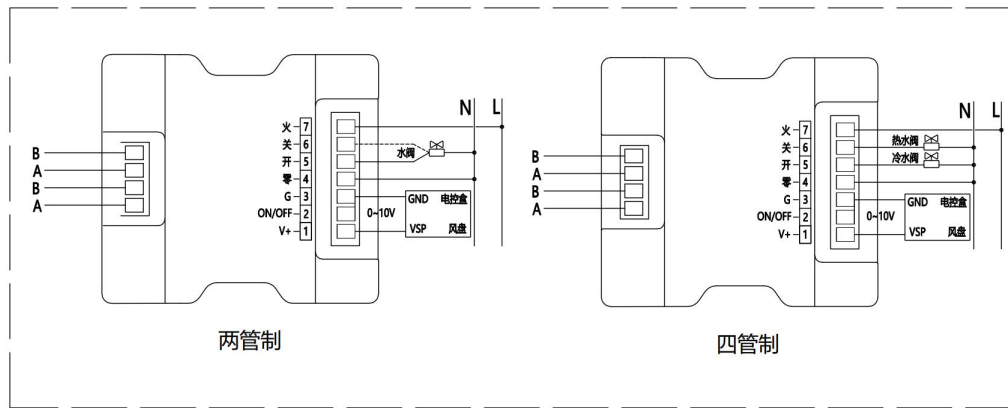 N L
火 7
关 6
开 5
零 4
G 3
ON/OFF 2
V+ 1
水阀
0~10V
GND 电控盒
VSP 风盘
B
A
B
A
两管制
N L
火 7
关 6
开 5
零 4
G 3
ON/OFF 2
V+ 1
热水阀
冷水阀
0~10V
GND 电控盒
VSP 风盘
B
A
B
A
四管制